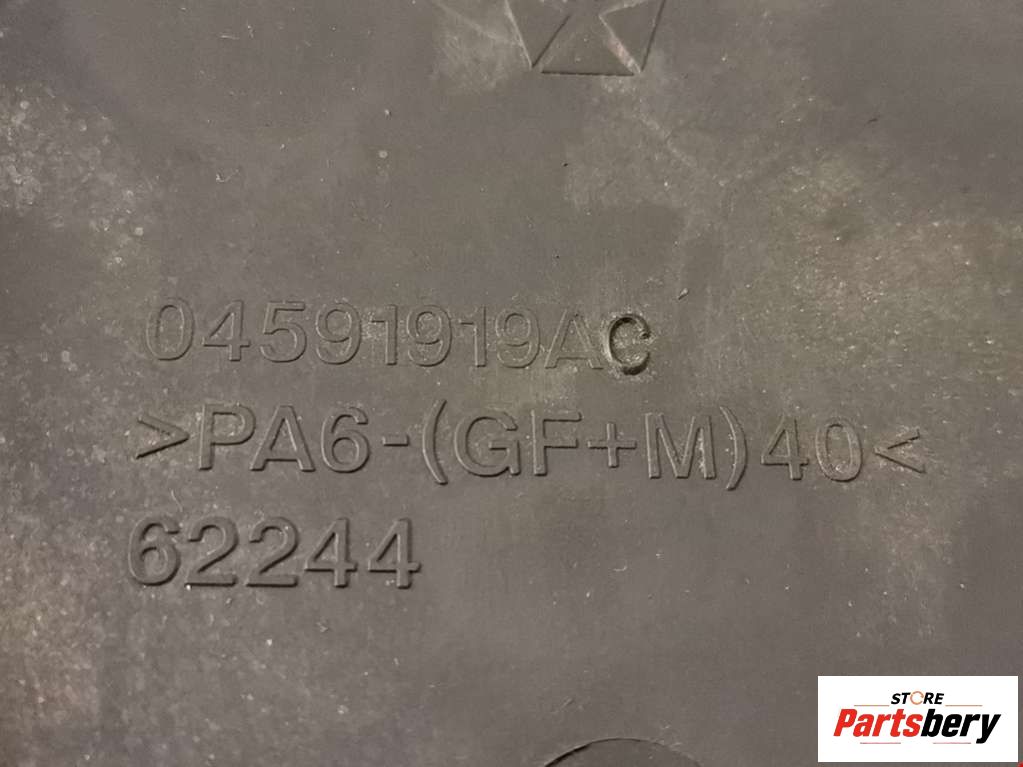 04591919AC
>PA6-(GF+M)40<
62244
STORE
Partsbery